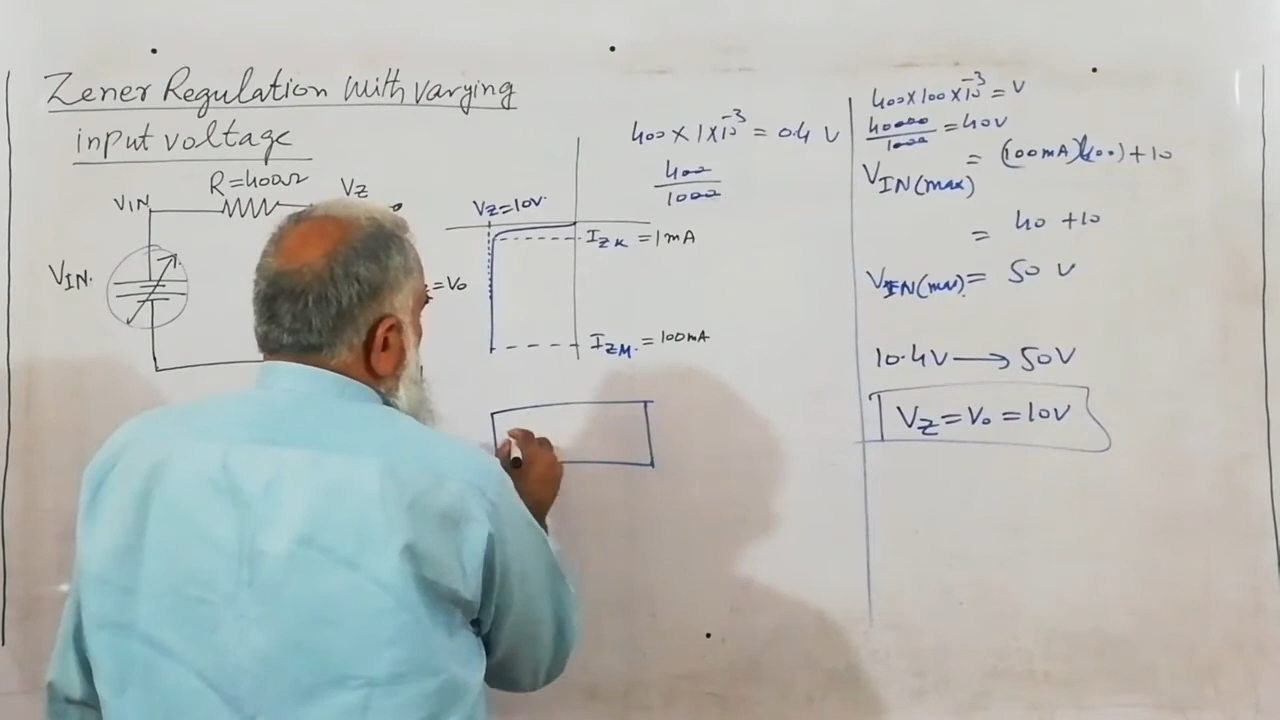 Zener Regulation With varying
input voltage
R=400Ω
VIN
VZ
VIN.
=Vo
VZ=10V.
IZK =1mA
IZM. =100mA
400 × 1×10^-3 = 0.4 V
400
1000
400×100×10^-3 = V
40000
1000
=40V
VIN(max) = (100mA)(400)+10
= 40 +10
= 50 V
10.4V → 50V
VZ=Vo=10V